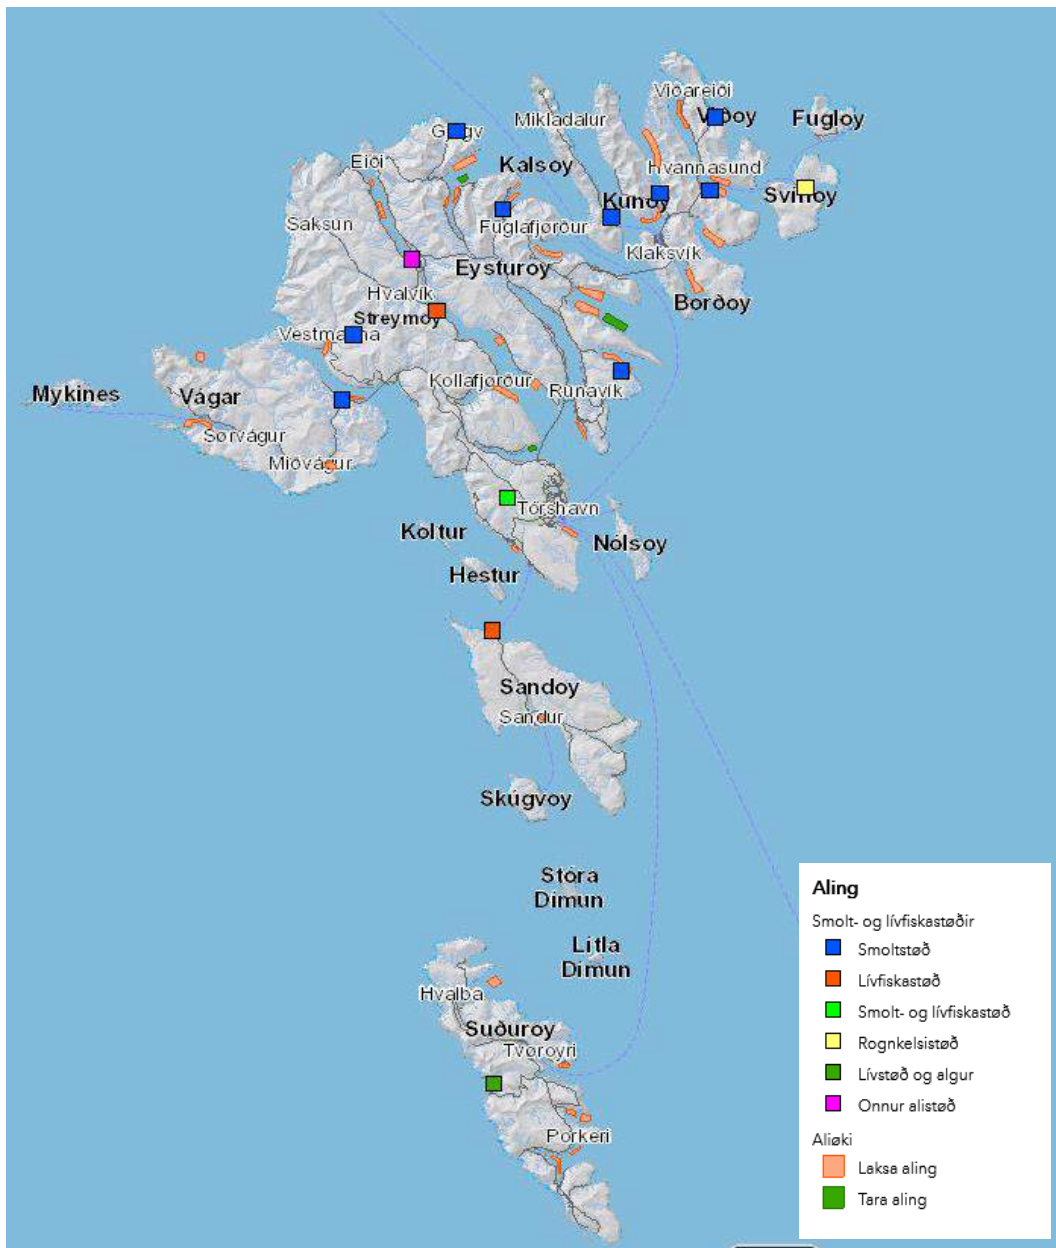 Viðareiði
Viðoy
Fugloy
Mikladalur
Gjógv
Eiði
Kalsoy
Hvannasund
Svínoy
Kunoy
Saksun
Fuglafjørður
Klaksvík
Eysturoy
Hvalvík
Borðoy
Streymoy
Vestmanna
Kollafjørður
Runavík
Mykines
Vágar
Sørvágur
Miðvágur
Tórshavn
Koltur
Nólsoy
Hestur
Sandoy
Sandur
Skúgvoy
Stóra
Dímun
Lítla
Dímun
Hvalba
Suðuroy
Tvøroyri
Porkeri
Aling
Smolt- og lívfiskastøðir
Smoltstøð
Lívfiskastøð
Smolt- og lívfiskastøð
Rognkelsistøð
Lívstøð og algur
Onnur alistøð
Aliøki
Laksa aling
Tara aling